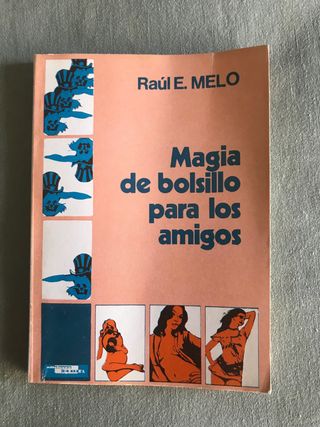 Raúl E. MELO
Magia
de bolsillo
para los
amigos